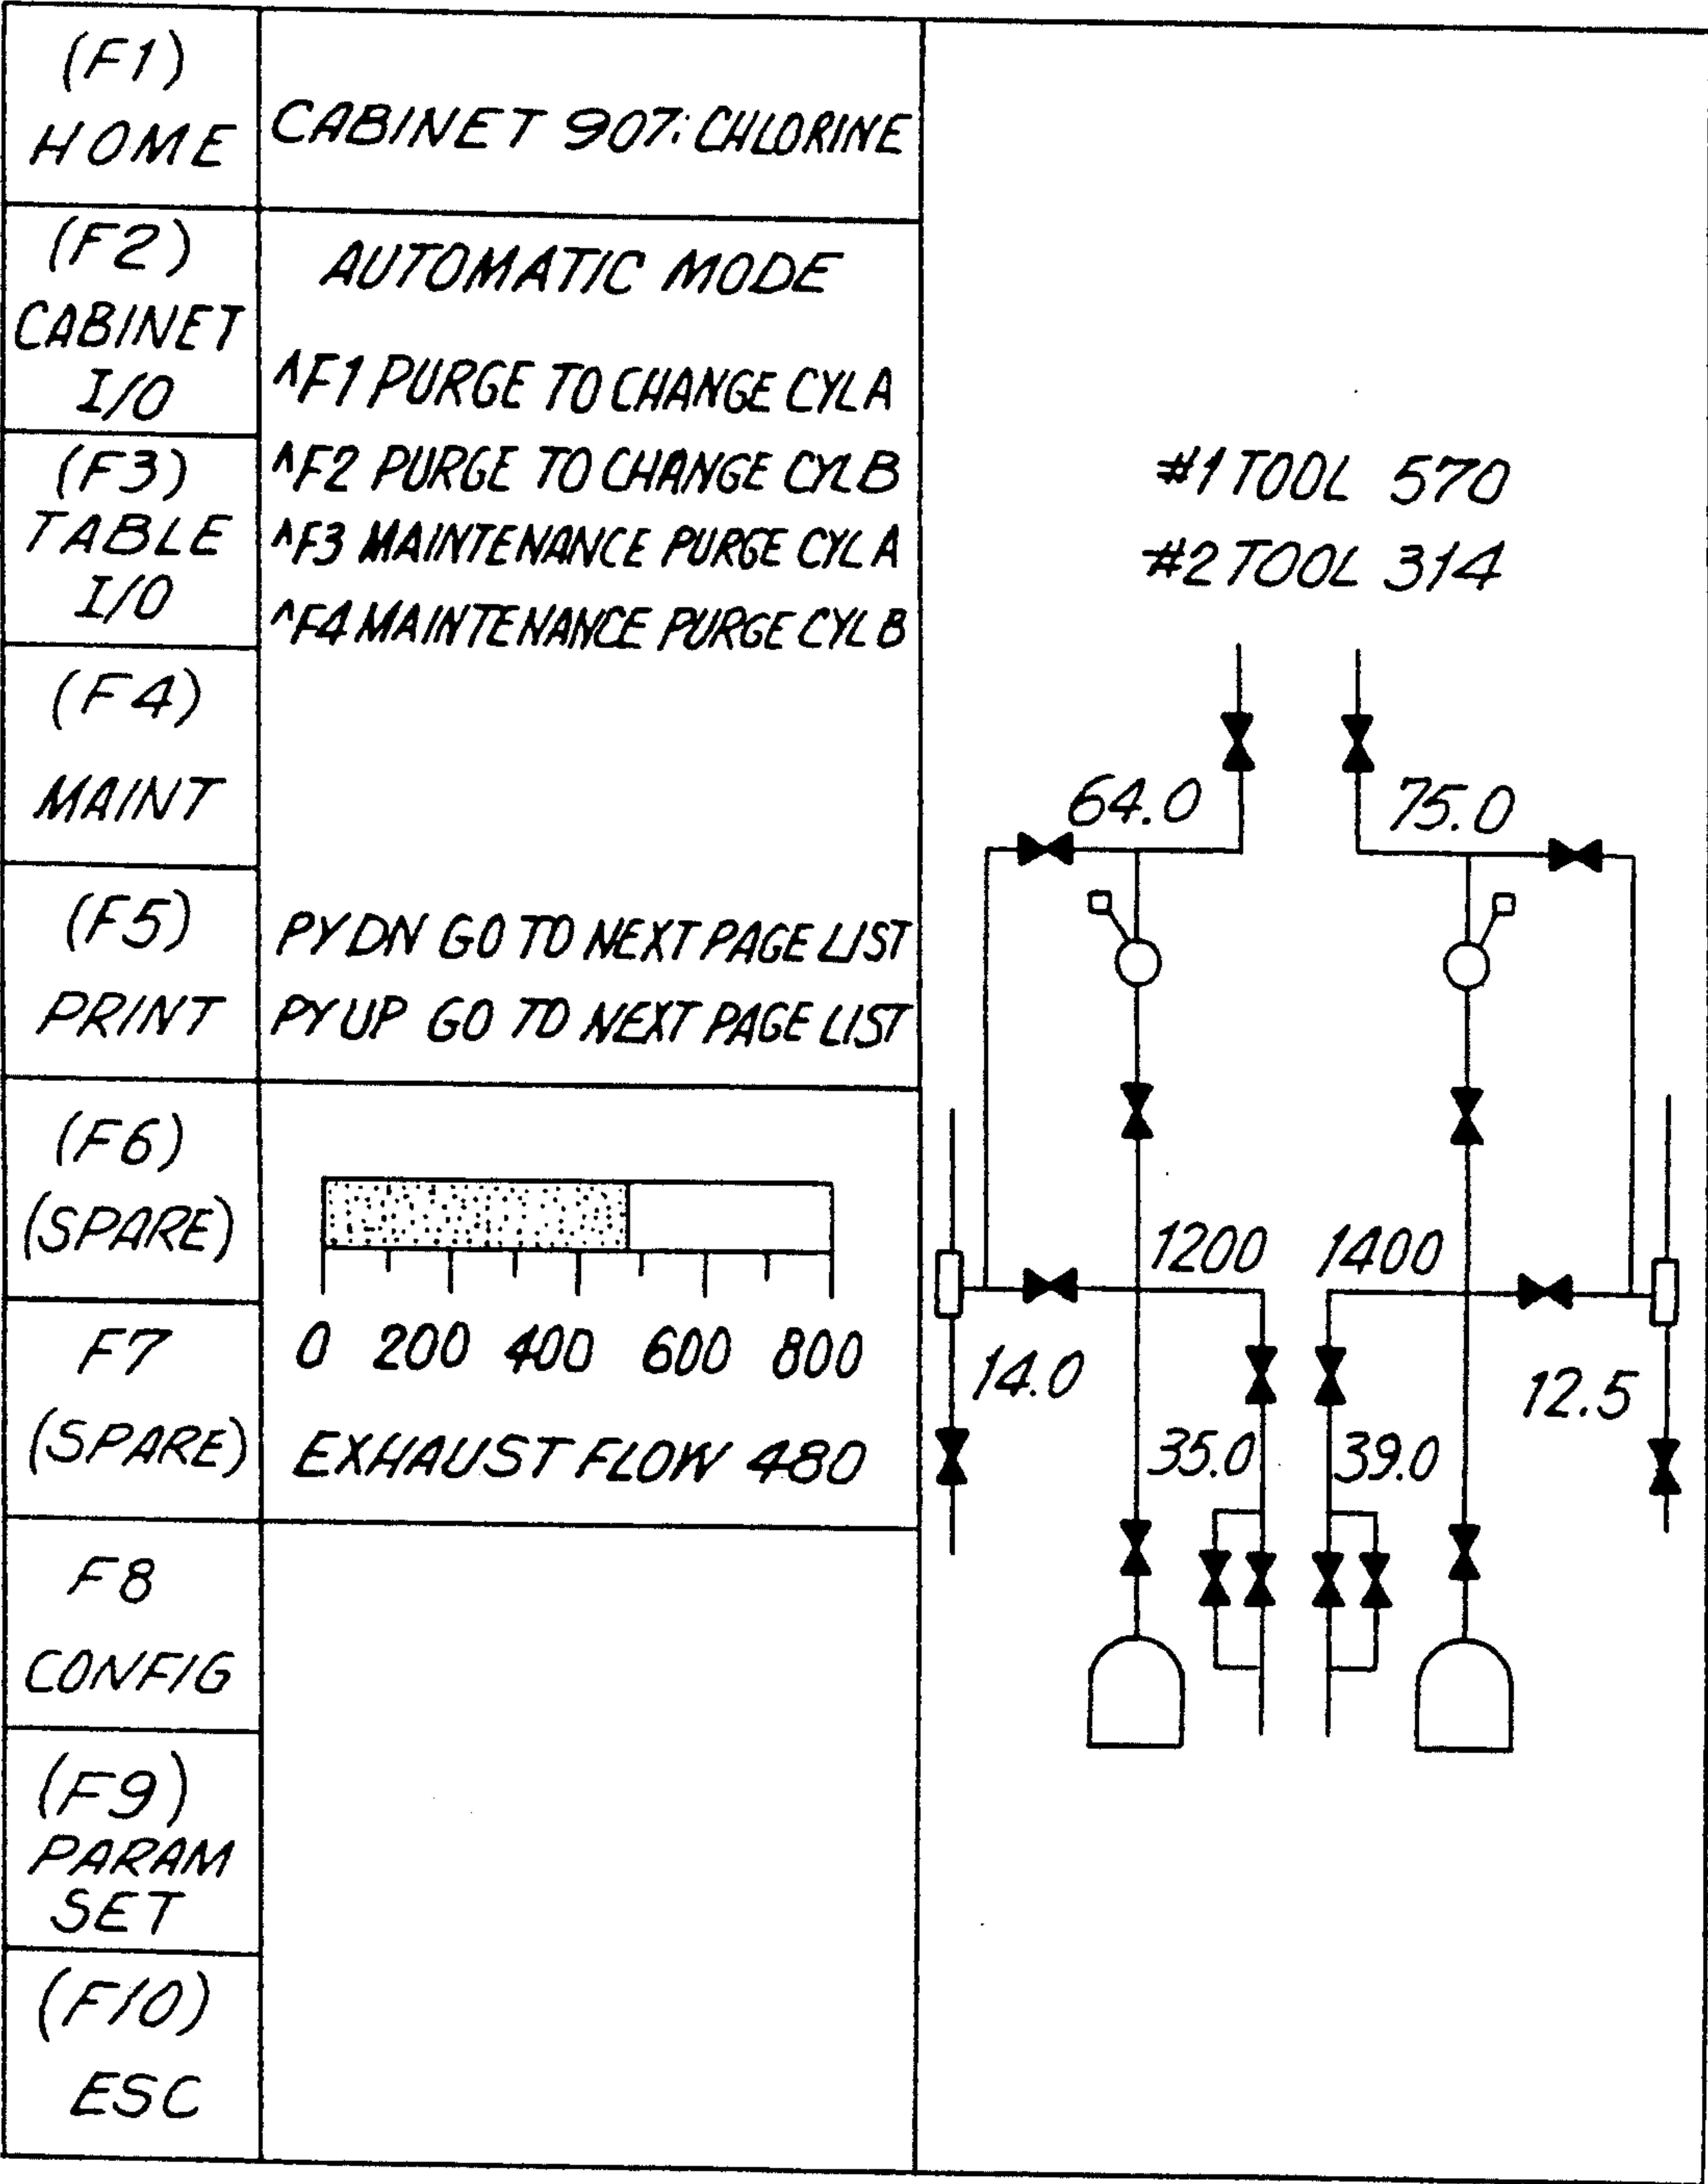 (F1)
HOME
(F2)
CABINET
I/O
(F3)
TABLE
I/O
(F4)
MAINT
(F5)
PRINT
(F6)
(SPARE)
F7
(SPARE)
F8
CONFIG
(F9)
PARAM
SET
(F10)
ESC
CABINET 907: CHLORINE
AUTOMATIC MODE
^F1 PURGE TO CHANGE CYL A
^F2 PURGE TO CHANGE CYL B
^F3 MAINTENANCE PURGE CYL A
^F4 MAINTENANCE PURGE CYL B
PY DN GO TO NEXT PAGE LIST
PY UP GO TO NEXT PAGE LIST
0 200 400 600 800
EXHAUST FLOW 480
#1 TOOL 570
#2 TOOL 314
64.0 75.0
1200 1400
14.0 12.5
35.0 39.0